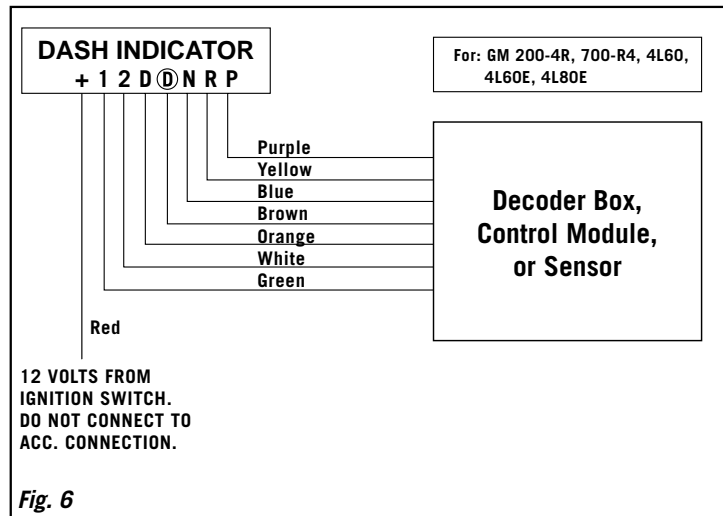 DASH INDICATOR
+ 1 2 D Ⓓ N R P
For: GM 200-4R, 700-R4, 4L60,
4L60E, 4L80E
Purple
Yellow
Blue
Brown
Orange
White
Green
Decoder Box,
Control Module,
or Sensor
Red
12 VOLTS FROM
IGNITION SWITCH.
DO NOT CONNECT TO
ACC. CONNECTION.
Fig. 6